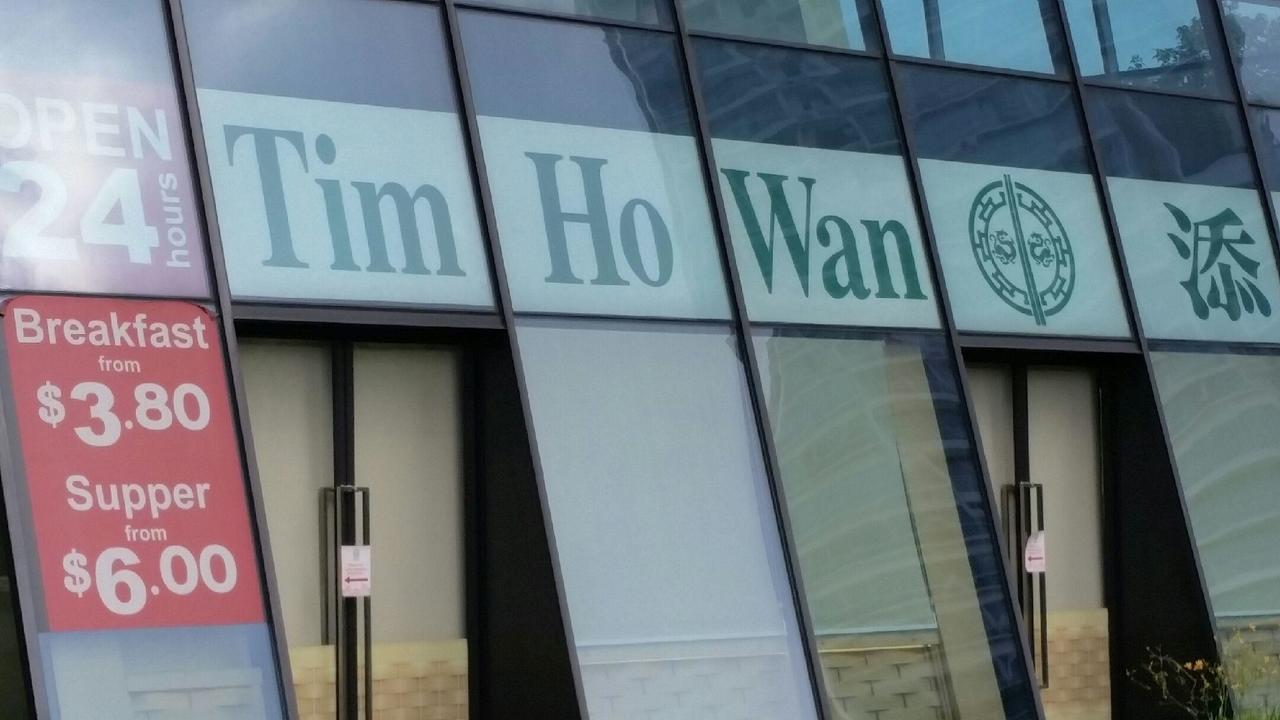 OPEN
24 hours
Breakfast
from
$3.80
Supper
from
$6.00
Tim Ho Wan 添